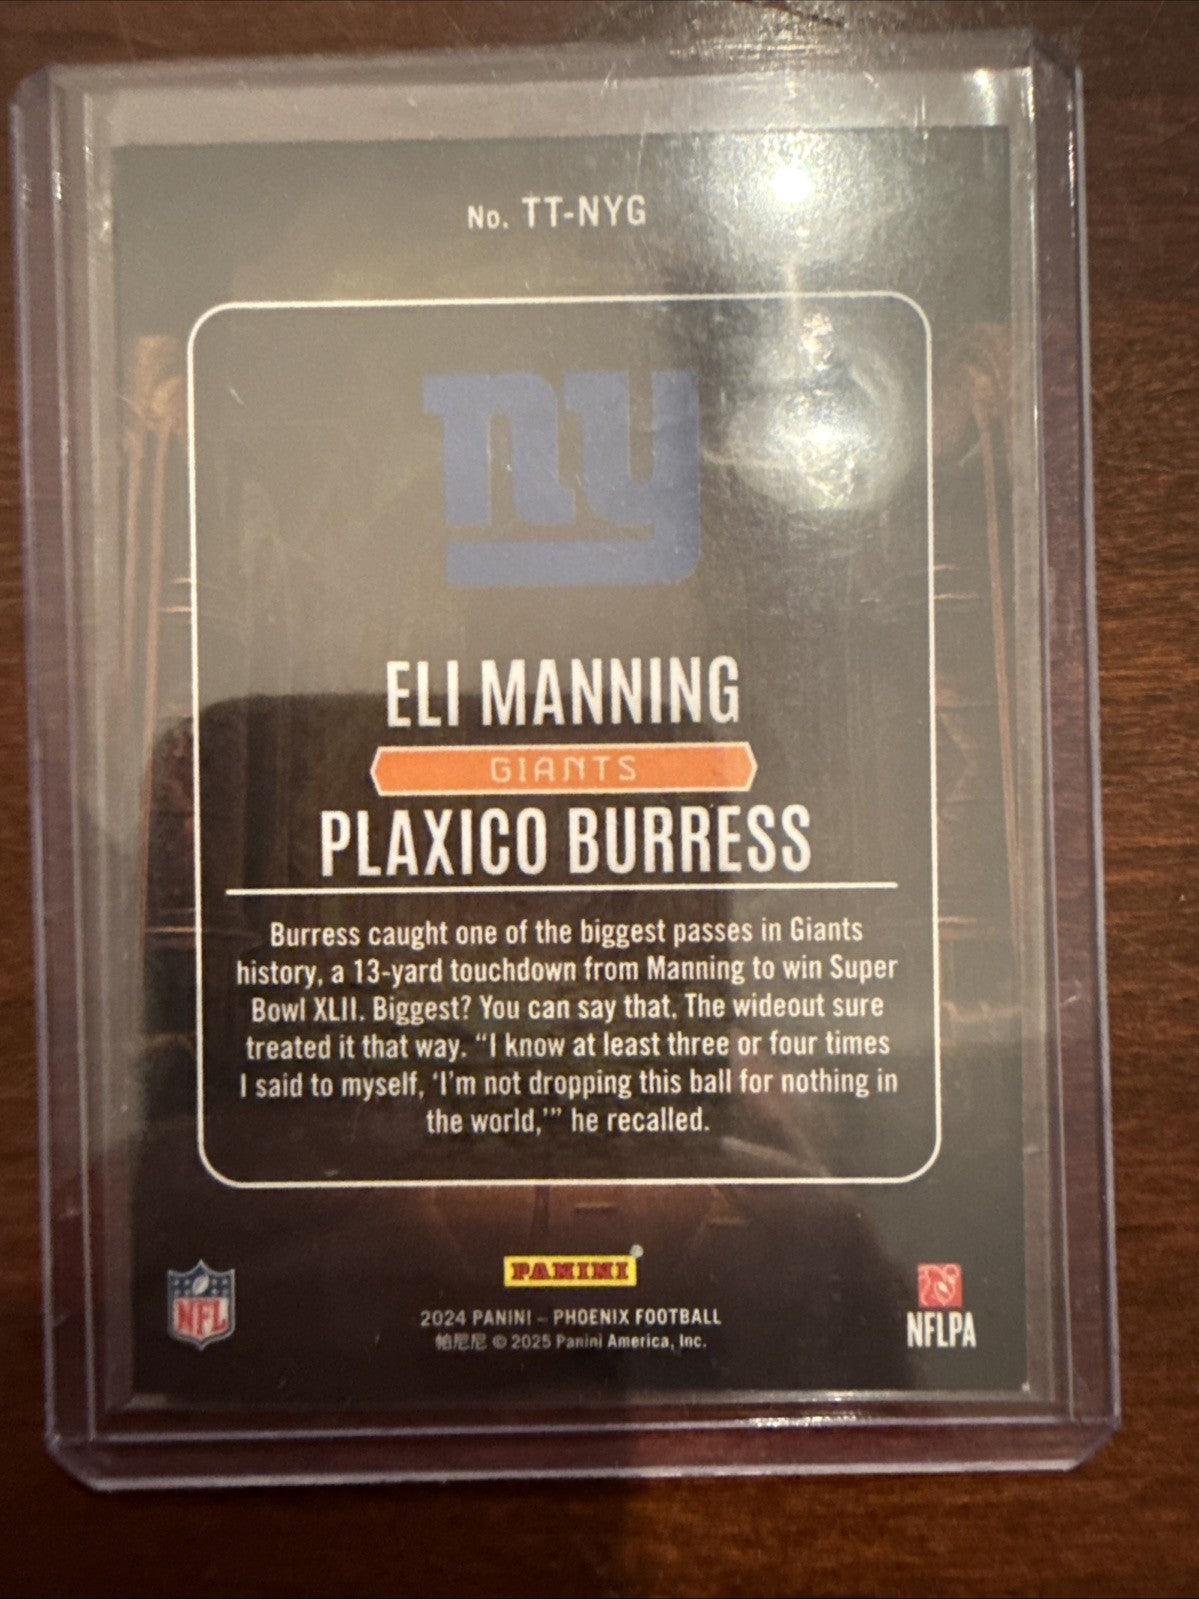 No. TT-NYG
ny
ELI MANNING
GIANTS
PLAXICO BURRESS
Burress caught one of the biggest passes in Giants
history, a 13-yard touchdown from Manning to win Super
Bowl XLII. Biggest? You can say that. The wideout sure
treated it that way. “I know at least three or four times
I said to myself, ‘I’m not dropping this ball for nothing in
the world,’” he recalled.
PANINI
NFL
2024 PANINI – PHOENIX FOOTBALL
帕尼尼 © 2025 Panini America, Inc.
NFLPA